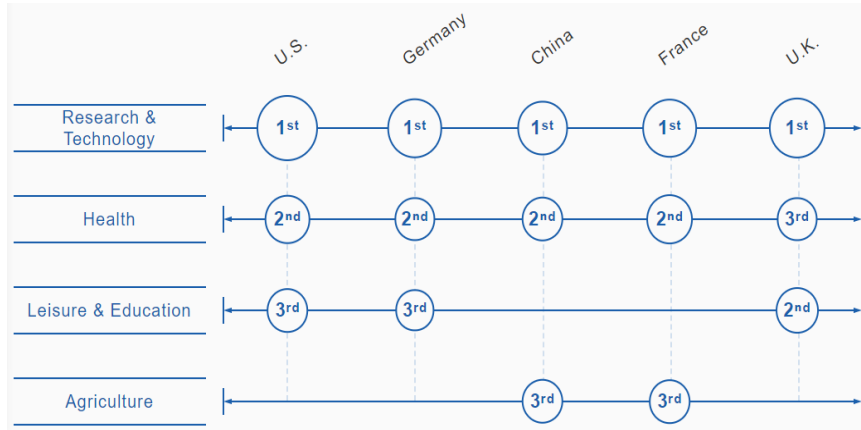 U.S.
Germany
China
France
U.K.
Research &
Technology
1st
1st
1st
1st
1st
Health
2nd
2nd
2nd
2nd
3rd
Leisure & Education
3rd
3rd
2nd
Agriculture
3rd
3rd